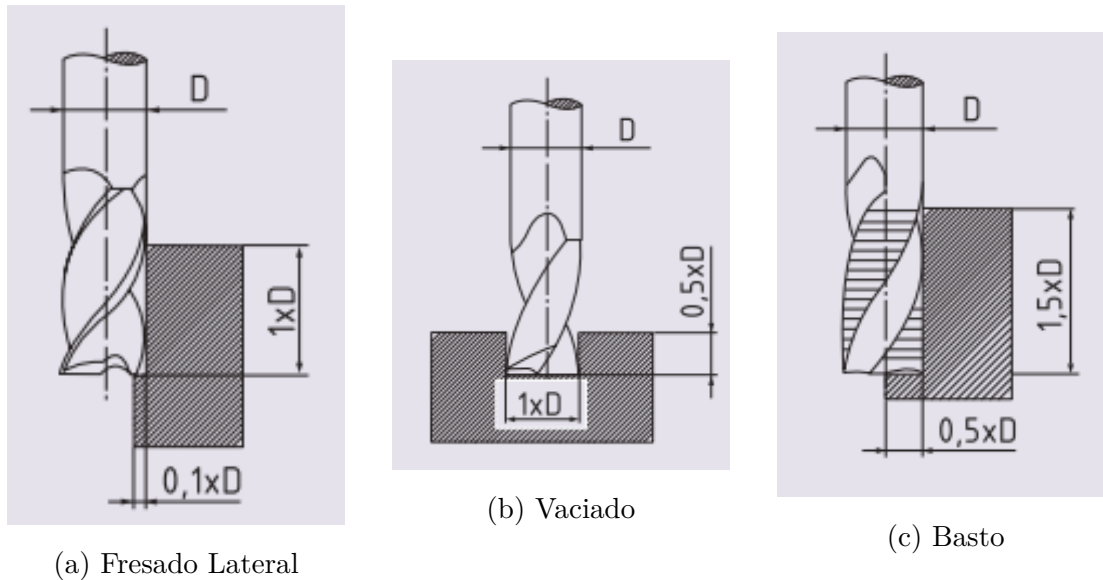 D
1xD
0,1xD
(a) Fresado Lateral
D
0,5xD
1xD
(b) Vaciado
D
1,5xD
0,5xD
(c) Basto